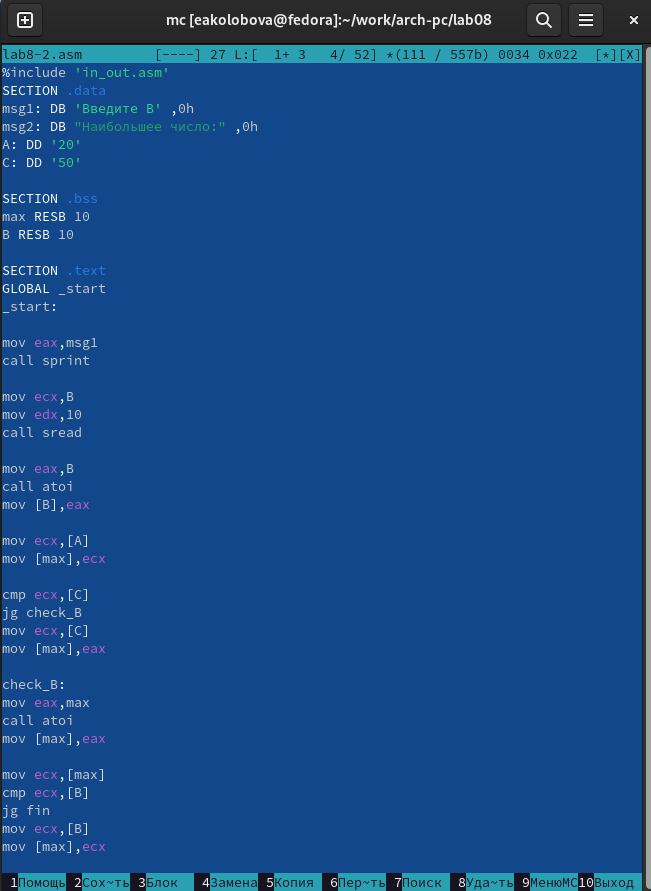 mc [eakolobova@fedora]:~/work/arch-pc/lab08
lab8-2.asm [----] 27 L:[ 1+ 3 4/ 52] *(111 / 557b) 0034 0x022 [*][X]
%include 'in_out.asm'
SECTION .data
msg1: DB 'Введите B' ,0h
msg2: DB "Наибольшее число:" ,0h
A: DD '20'
C: DD '50'
SECTION .bss
max RESB 10
B RESB 10
SECTION .text
GLOBAL _start
_start:
mov eax,msg1
call sprint
mov ecx,B
mov edx,10
call sread
mov eax,B
call atoi
mov [B],eax
mov ecx,[A]
mov [max],ecx
cmp ecx,[C]
jg check_B
mov ecx,[C]
mov [max],eax
check_B:
mov eax,max
call atoi
mov [max],eax
mov ecx,[max]
cmp ecx,[B]
jg fin
mov ecx,[B]
mov [max],ecx
1Помощь 2Сох~ть 3Блок 4Замена 5Копия 6Пер~ть 7Поиск 8Уда~ть 9МенюMC 10Выход